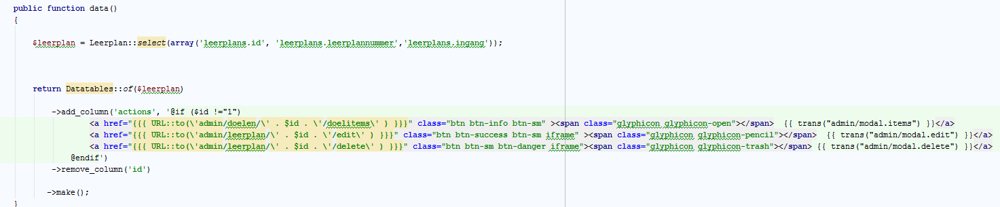 public function data()
{
$leerplan = Leerplan::select(array('leerplans.id', 'leerplans.leerplannummer','leerplans.ingang'));
return Datatables::of($leerplan)
->add_column('actions', '@if ($id !="1")
<a href="{{{ URL::to(\'admin/doelen/\' . $id . \'/doelitems\' ) }}}" class="btn btn-info btn-sm" ><span class="glyphicon glyphicon-open"></span>  {{ trans("admin/modal.items") }}</a>
<a href="{{{ URL::to(\'admin/leerplan/\' . $id . \'/edit\' ) }}}" class="btn btn-success btn-sm iframe" ><span class="glyphicon glyphicon-pencil"></span>  {{ trans("admin/modal.edit") }}</a>
<a href="{{{ URL::to(\'admin/leerplan/\' . $id . \'/delete\' ) }}}" class="btn btn-sm btn-danger iframe"><span class="glyphicon glyphicon-trash"></span> {{ trans("admin/modal.delete") }}</a>
@endif')
->remove_column('id')
->make();
}